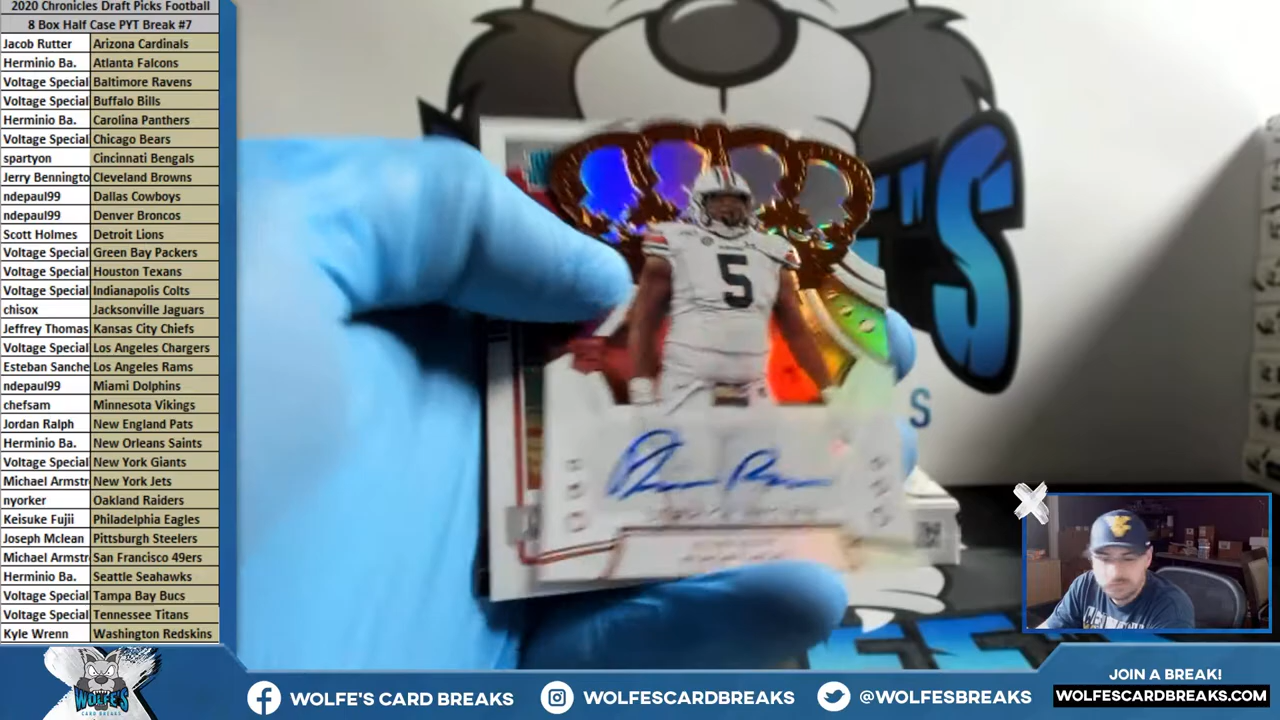 2020 Chronicles Draft Picks Football
8 Box Half Case PYT Break #7
Jacob Rutter Arizona Cardinals
Herminio Ba. Atlanta Falcons
Voltage Special Baltimore Ravens
Voltage Special Buffalo Bills
Herminio Ba. Carolina Panthers
Voltage Special Chicago Bears
spartyon Cincinnati Bengals
Jerry Benningto Cleveland Browns
ndepaul99 Dallas Cowboys
ndepaul99 Denver Broncos
Scott Holmes Detroit Lions
Voltage Special Green Bay Packers
Voltage Special Houston Texans
Voltage Special Indianapolis Colts
chisox Jacksonville Jaguars
Jeffrey Thomas Kansas City Chiefs
Voltage Special Los Angeles Chargers
Esteban Sanche Los Angeles Rams
ndepaul99 Miami Dolphins
chefsam Minnesota Vikings
Jordan Ralph New England Pats
Herminio Ba. New Orleans Saints
Voltage Special New York Giants
Michael Armstr New York Jets
nyorker Oakland Raiders
Keisuke Fujii Philadelphia Eagles
Joseph Mclean Pittsburgh Steelers
Michael Armstr San Francisco 49ers
Herminio Ba. Seattle Seahawks
Voltage Special Tampa Bay Bucs
Voltage Special Tennessee Titans
Kyle Wrenn Washington Redskins
5
'S
S
WOLFE'S
CARD BREAKS
WOLFE'S CARD BREAKS
WOLFESCARDBREAKS
@WOLFESBREAKS
JOIN A BREAK!
WOLFESCARDBREAKS.COM